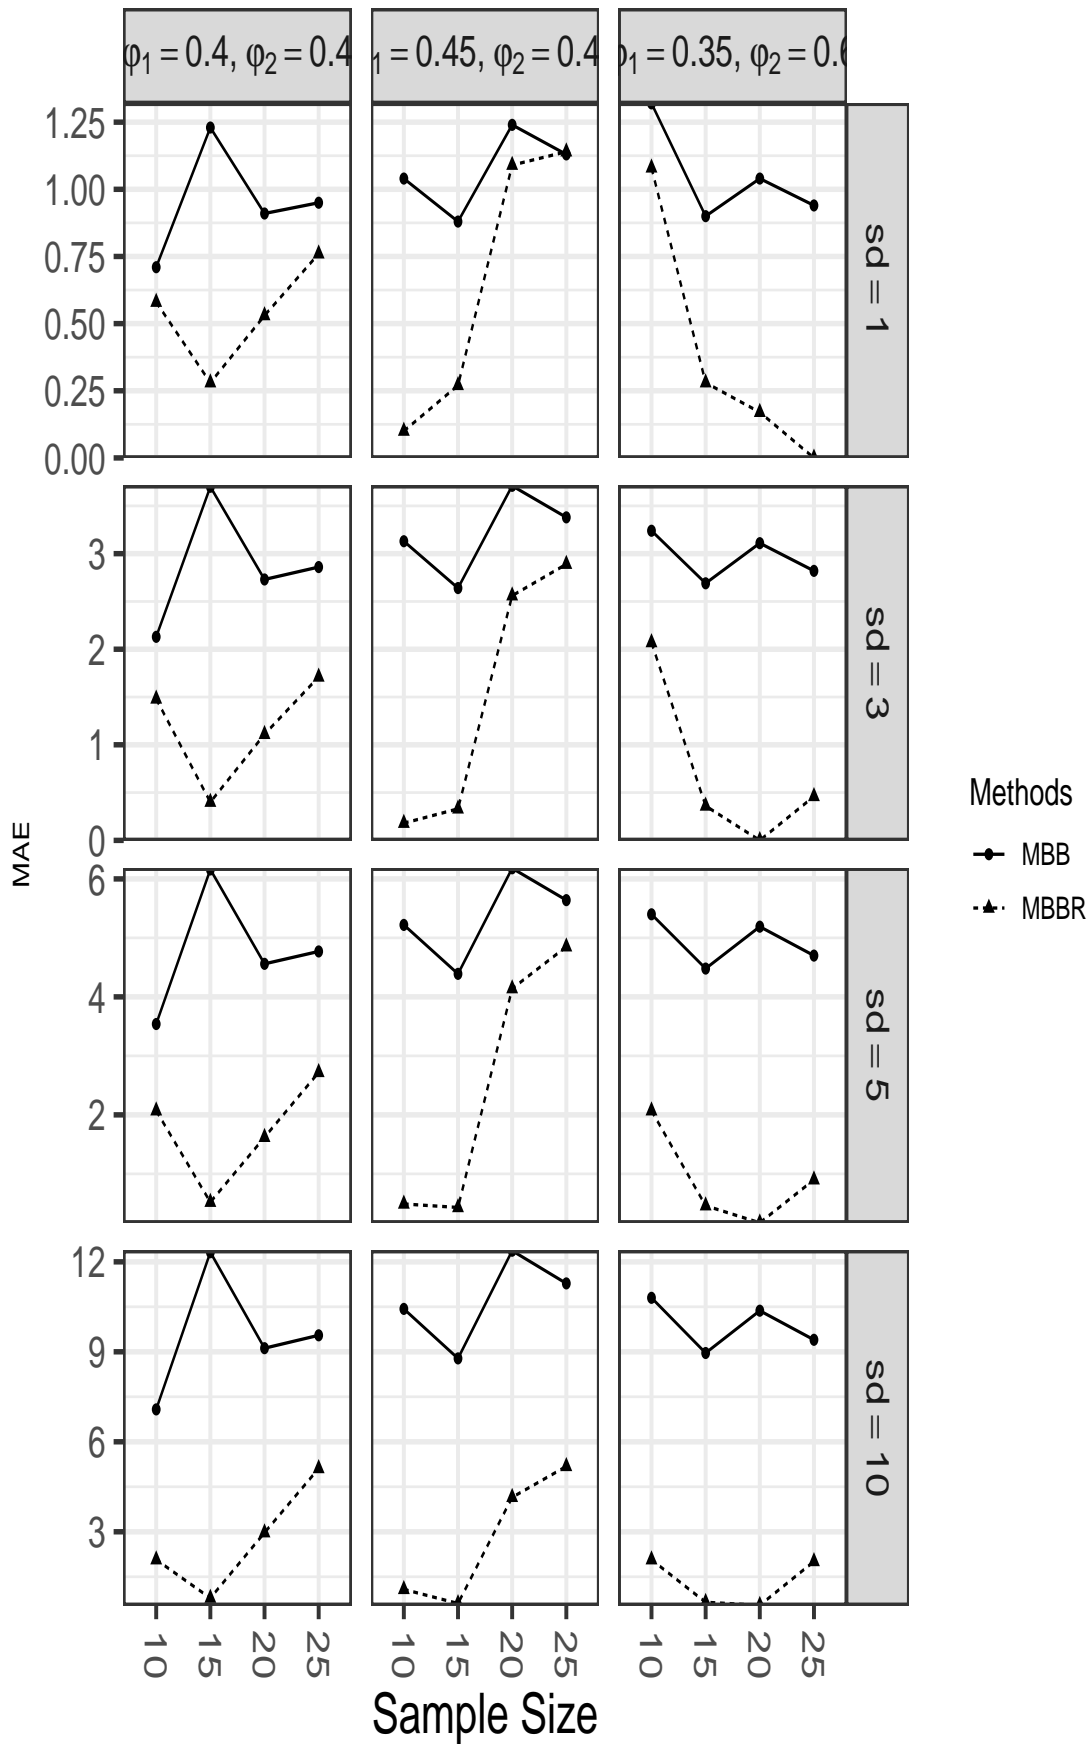 φ1 = 0.4, φ2 = 0.4
1 = 0.45, φ2 = 0.4
φ1 = 0.35, φ2 = 0.6
1.25
1.00
0.75
0.50
0.25
0.00
sd = 1
3
2
1
0
sd = 3
6
4
2
sd = 5
12
9
6
3
sd = 10
MAE
10 15 20 25
10 15 20 25
10 15 20 25
Sample Size
Methods
MBB
MBBR